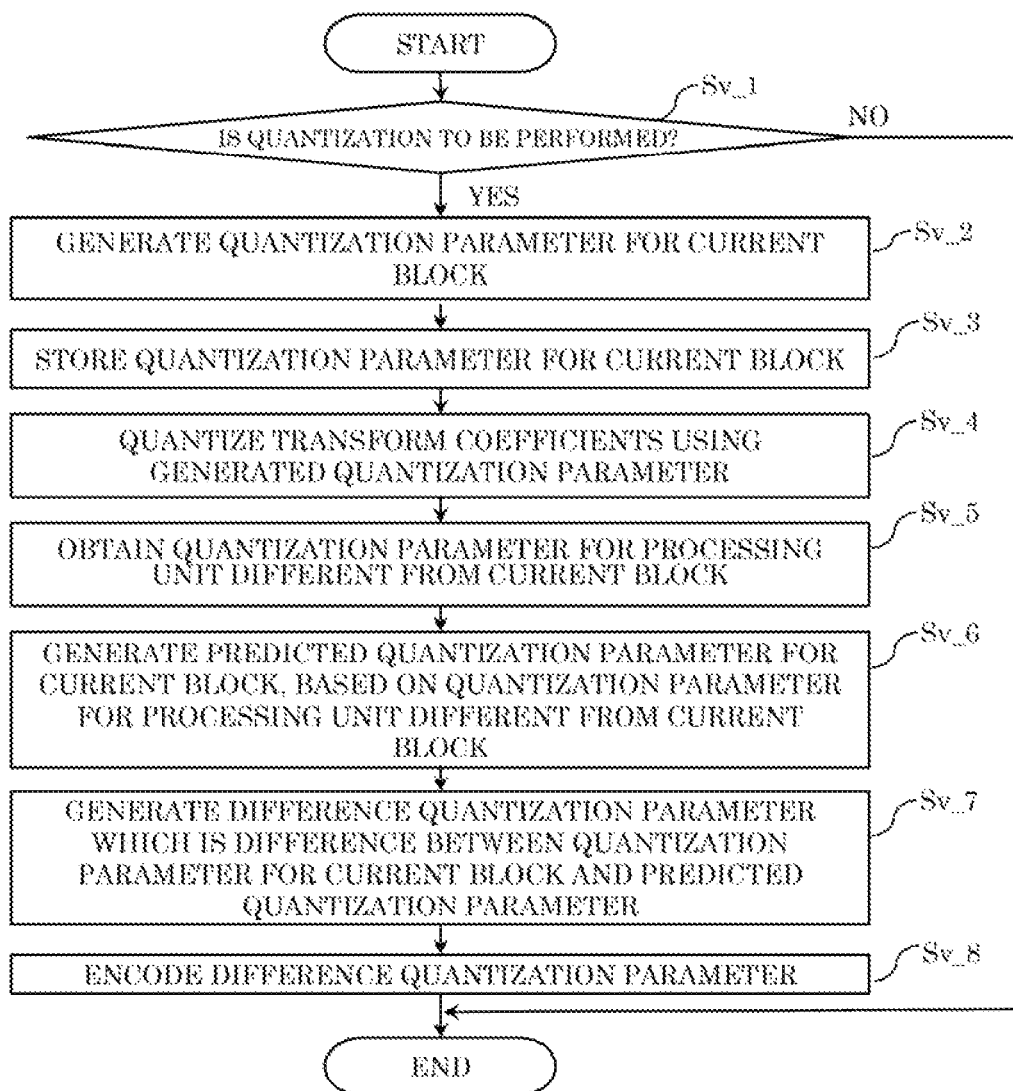 START
Sv_1
IS QUANTIZATION TO BE PERFORMED?
NO
YES
GENERATE QUANTIZATION PARAMETER FOR CURRENT
BLOCK
Sv_2
STORE QUANTIZATION PARAMETER FOR CURRENT BLOCK
Sv_3
QUANTIZE TRANSFORM COEFFICIENTS USING
GENERATED QUANTIZATION PARAMETER
Sv_4
OBTAIN QUANTIZATION PARAMETER FOR PROCESSING
UNIT DIFFERENT FROM CURRENT BLOCK
Sv_5
GENERATE PREDICTED QUANTIZATION PARAMETER FOR
CURRENT BLOCK, BASED ON QUANTIZATION PARAMETER
FOR PROCESSING UNIT DIFFERENT FROM CURRENT
BLOCK
Sv_6
GENERATE DIFFERENCE QUANTIZATION PARAMETER
WHICH IS DIFFERENCE BETWEEN QUANTIZATION
PARAMETER FOR CURRENT BLOCK AND PREDICTED
QUANTIZATION PARAMETER
Sv_7
ENCODE DIFFERENCE QUANTIZATION PARAMETER
Sv_8
END